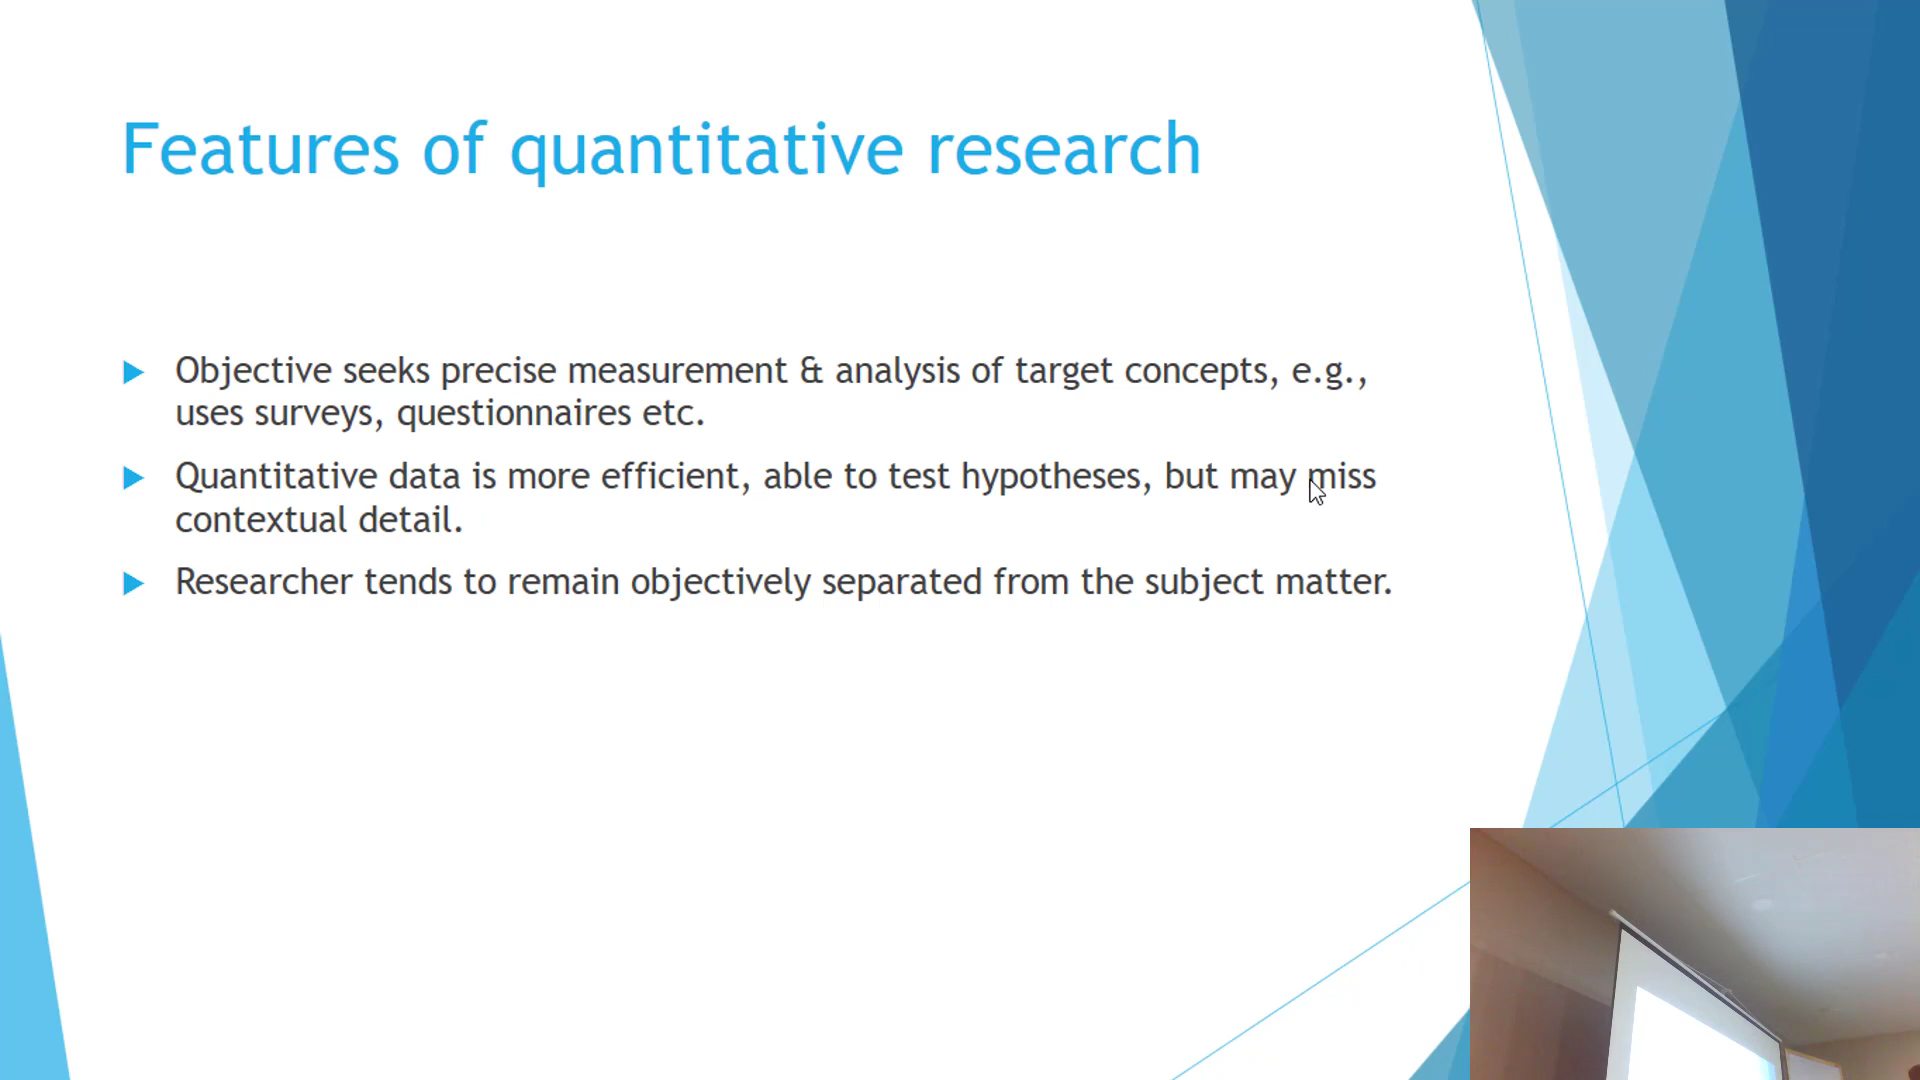 Features of quantitative research
Objective seeks precise measurement & analysis of target concepts, e.g.,
uses surveys, questionnaires etc.
Quantitative data is more efficient, able to test hypotheses, but may miss
contextual detail.
Researcher tends to remain objectively separated from the subject matter.